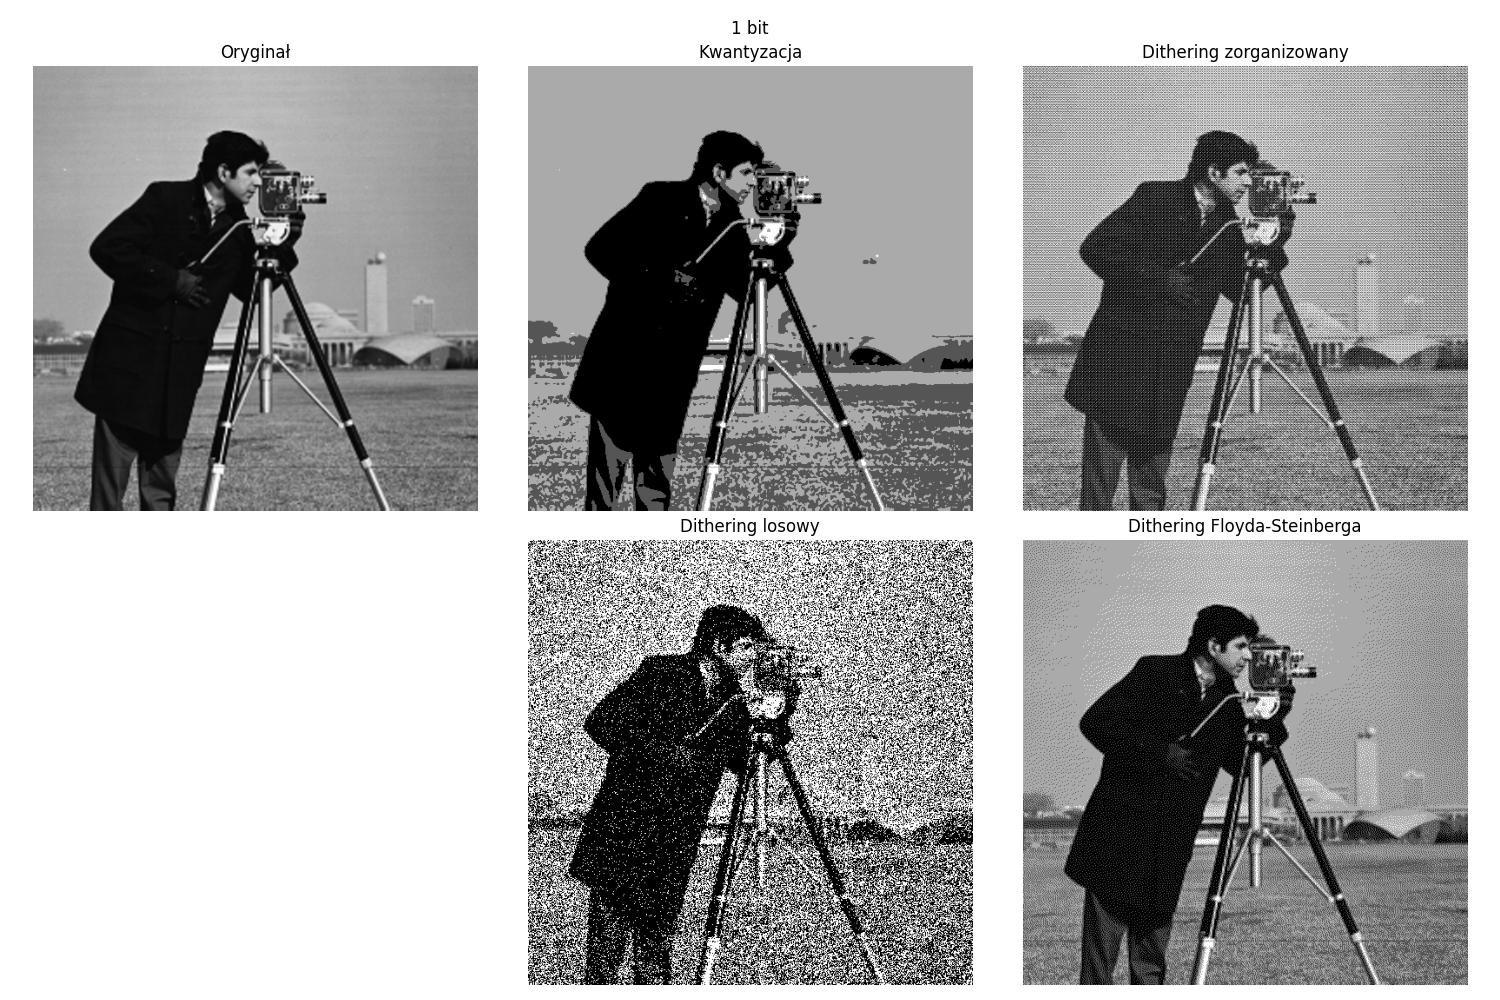 1 bit
Oryginał
Kwantyzacja
Dithering zorganizowany
Dithering losowy
Dithering Floyda-Steinberga